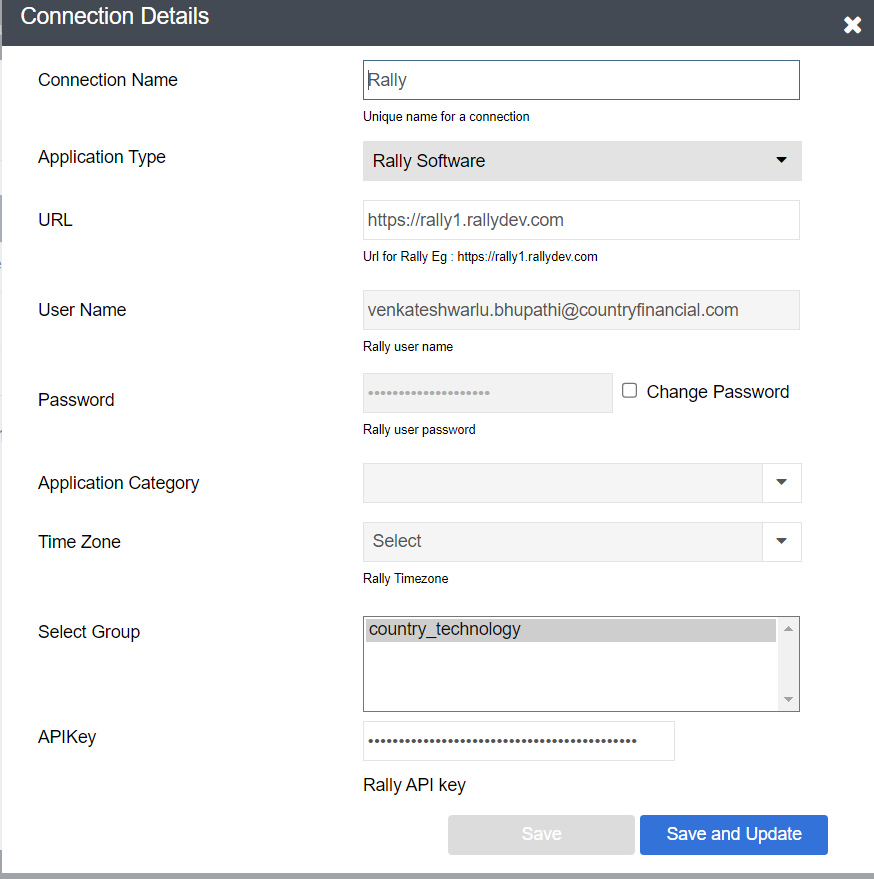 Connection Details
Connection Name
Rally
Unique name for a connection
Application Type
Rally Software
URL
https://rally1.rallydev.com
Url for Rally Eg : https://rally1.rallydev.com
User Name
venkateshwarlu.bhupathi@countryfinancial.com
Rally user name
Password
••••••••••••••••••••
Change Password
Rally user password
Application Category
Time Zone
Select
Rally Timezone
Select Group
country_technology
APIKey
••••••••••••••••••••••••••••••••••••••••••••
Rally API key
Save
Save and Update